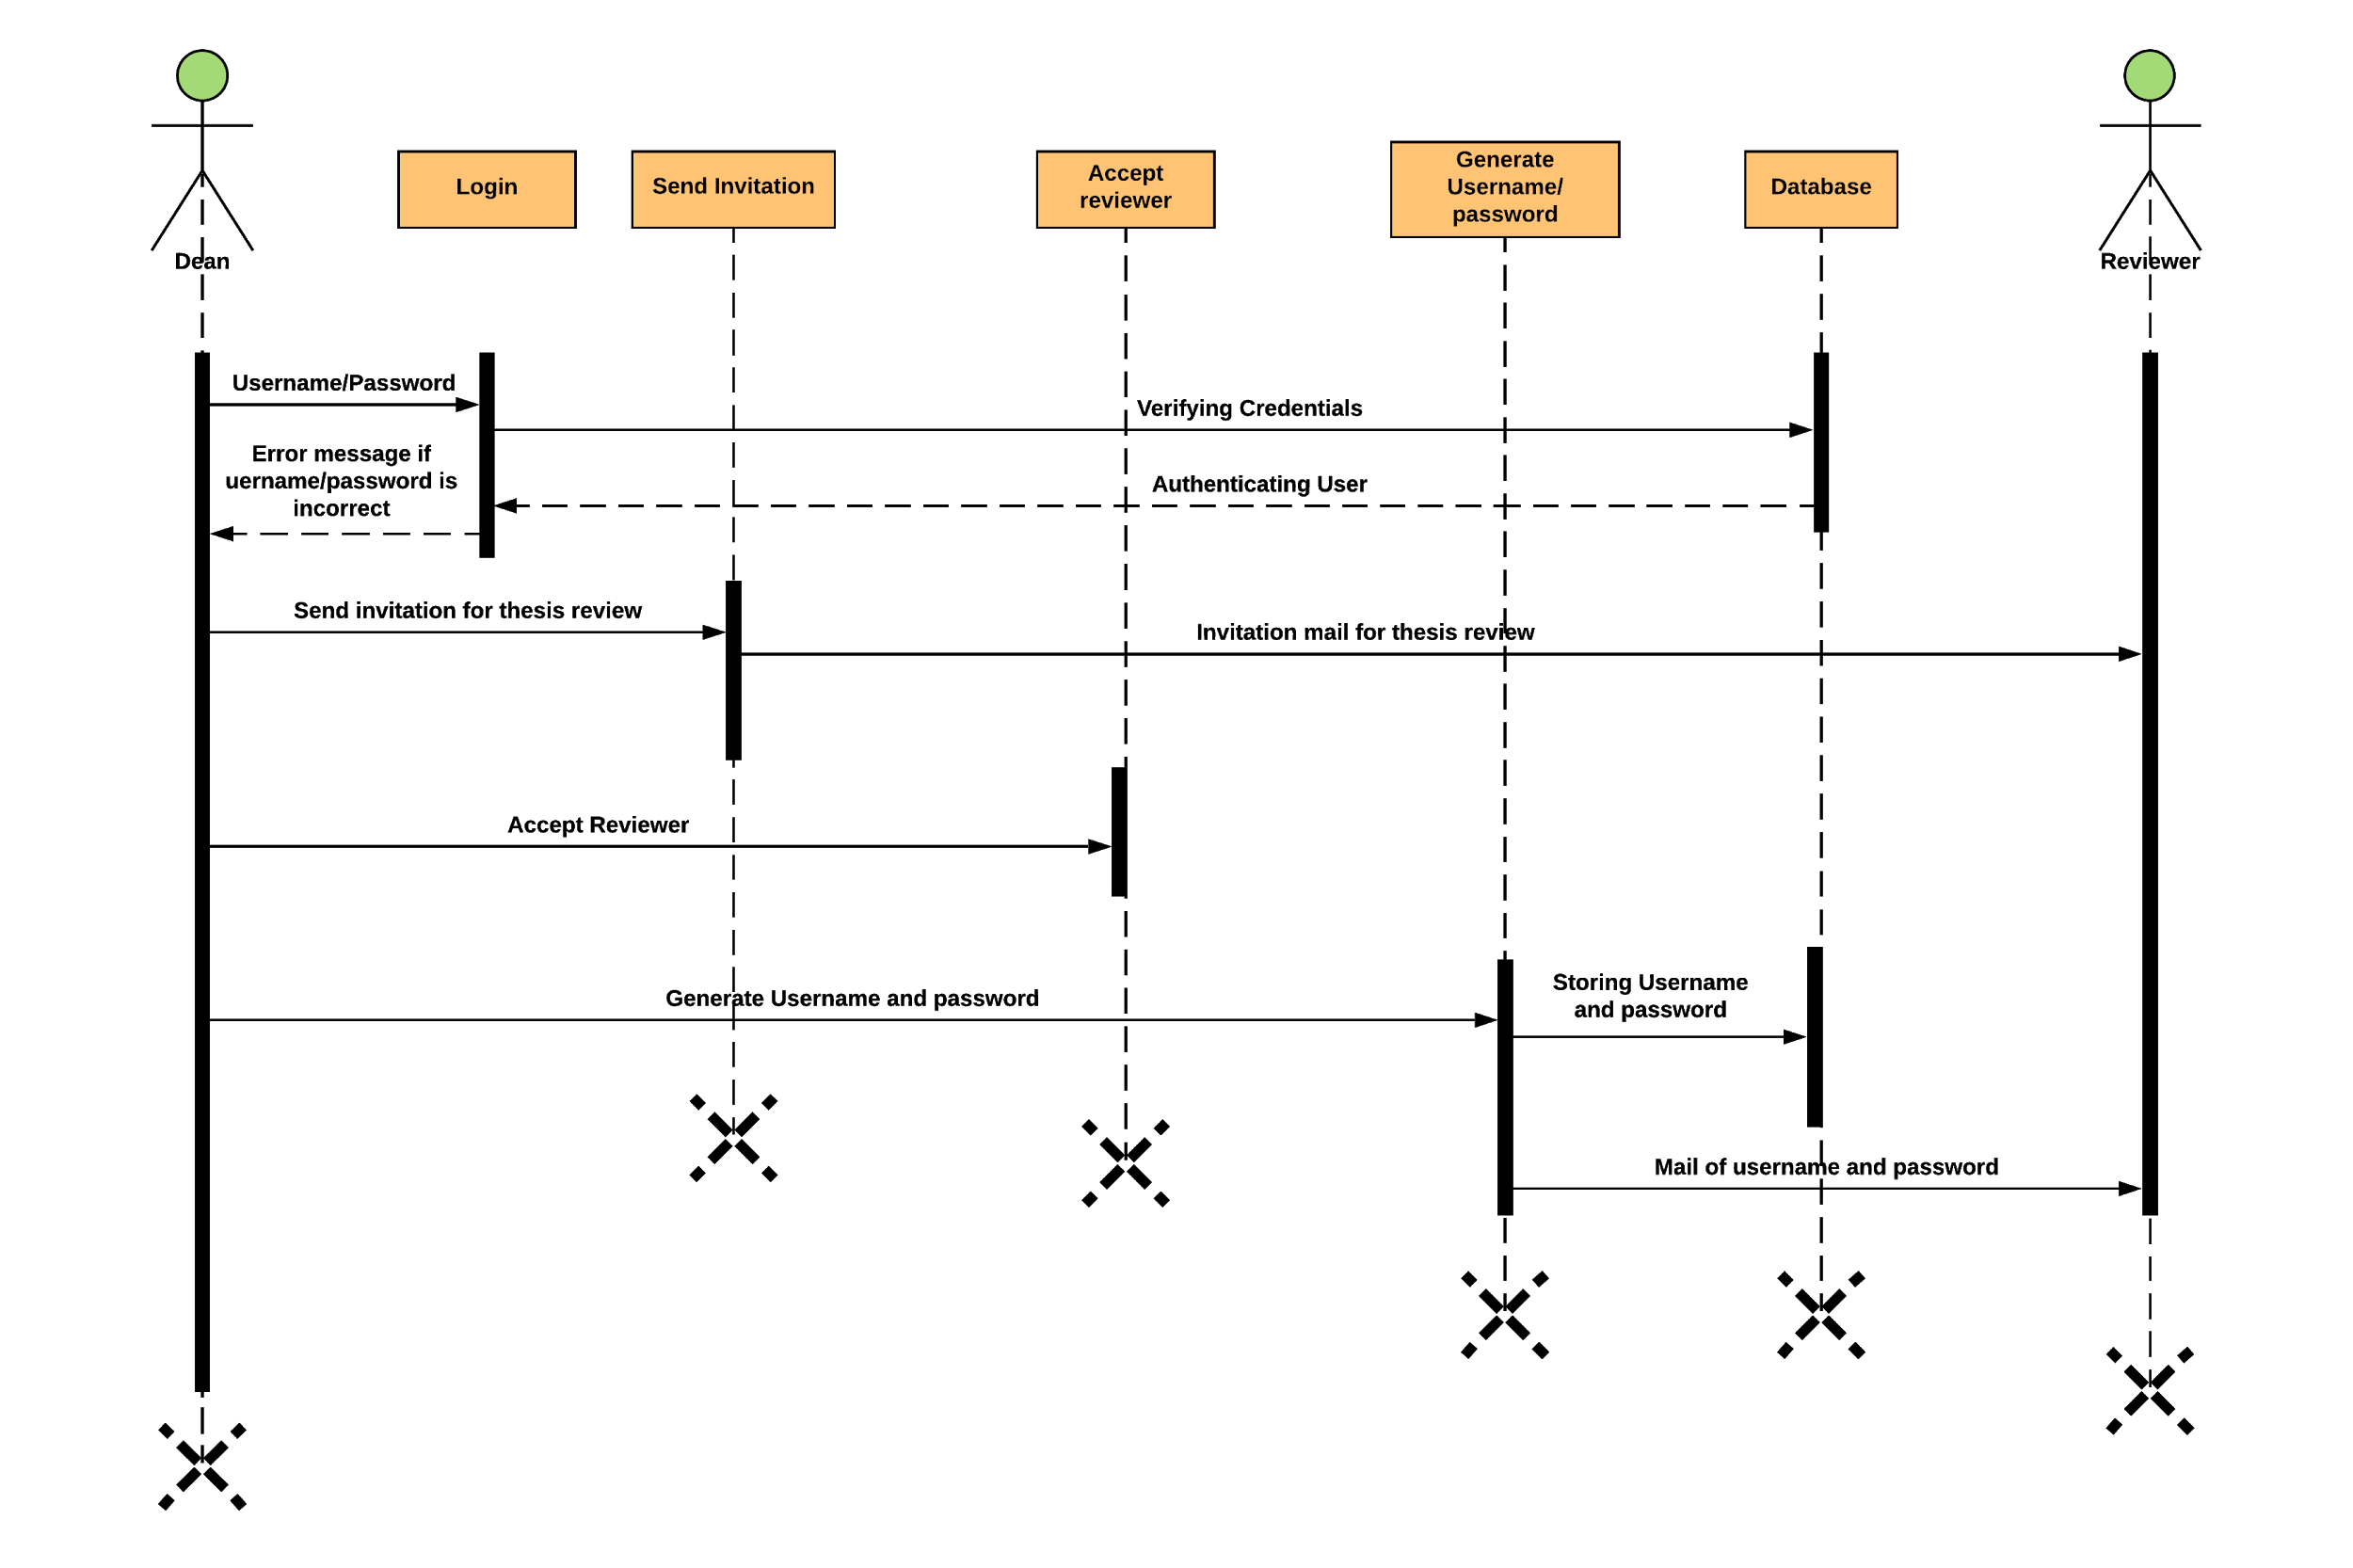 Dean
Login
Send Invitation
Accept
reviewer
Generate
Username/
password
Database
Reviewer
Username/Password
Verifying Credentials
Error message if
uername/password is
incorrect
Authenticating User
Send invitation for thesis review
Invitation mail for thesis review
Accept Reviewer
Generate Username and password
Storing Username
and password
Mail of username and password